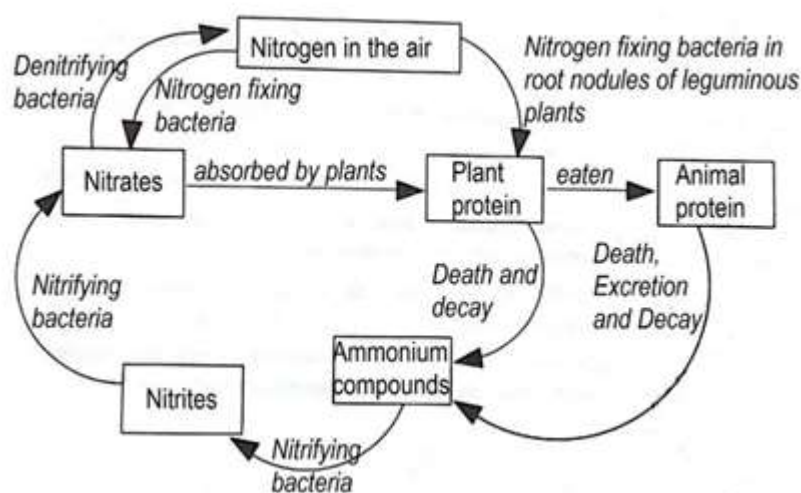 Nitrogen in the air
Denitrifying
bacteria
Nitrogen fixing
bacteria
Nitrogen fixing bacteria in
root nodules of leguminous
plants
Nitrates
absorbed by plants
Plant
protein
eaten
Animal
protein
Nitrifying
bacteria
Death and
decay
Death,
Excretion
and Decay
Ammonium
compounds
Nitrites
Nitrifying
bacteria